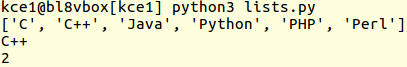 kce1@bl8vbox[kce1] python3 lists.py
['C', 'C++', 'Java', 'Python', 'PHP', 'Perl']
C++
2